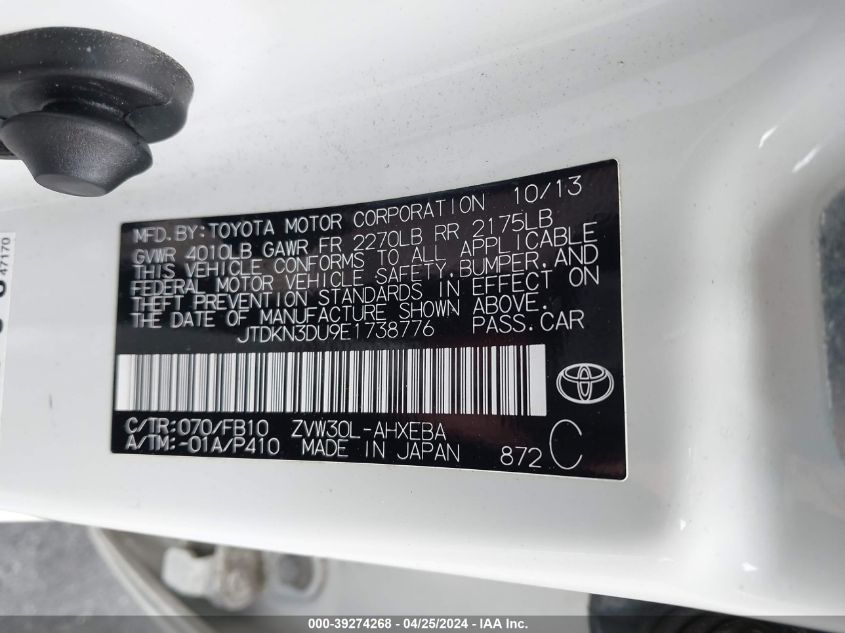 10/13
MFD. BY: TOYOTA MOTOR CORPORATION
GVWR 4010LB GAWR FR 2270LB RR 2175LB
THIS VEHICLE CONFORMS TO ALL APPLICABLE
FEDERAL MOTOR VEHICLE SAFETY, BUMPER, AND
THEFT PREVENTION STANDARDS IN EFFECT ON
THE DATE OF MANUFACTURE SHOWN ABOVE.
JTDKN3DU9E1738776 PASS. CAR
C/TR: 070/FB10 ZVW30L-AHXEBA
A/TM: -01A/P410 MADE IN JAPAN 872 C
47170
000-39274268 - 04/25/2024 - IAA Inc.